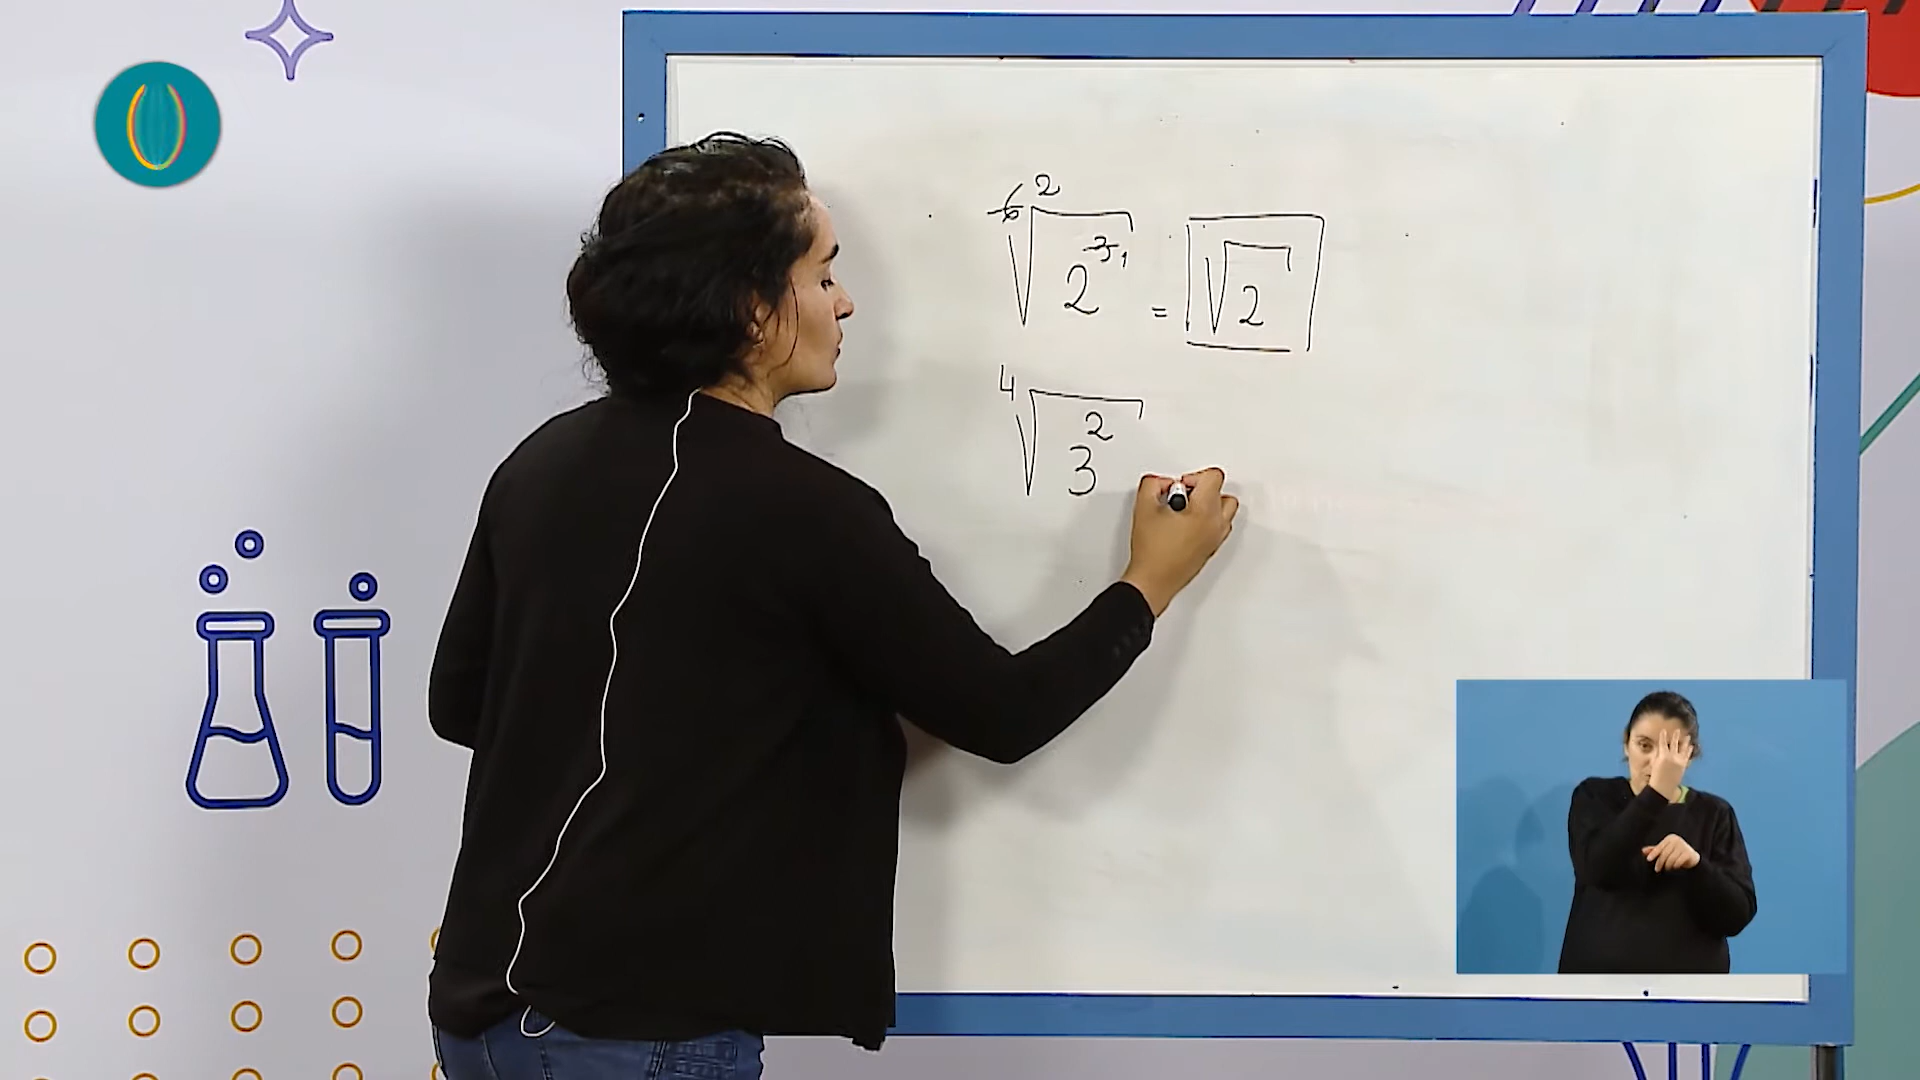 ⁶√2³ ² ¹ = √2
⁴√3²